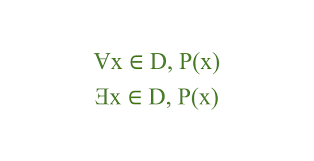 ∀x ∈ D, P(x)
∃x ∈ D, P(x)